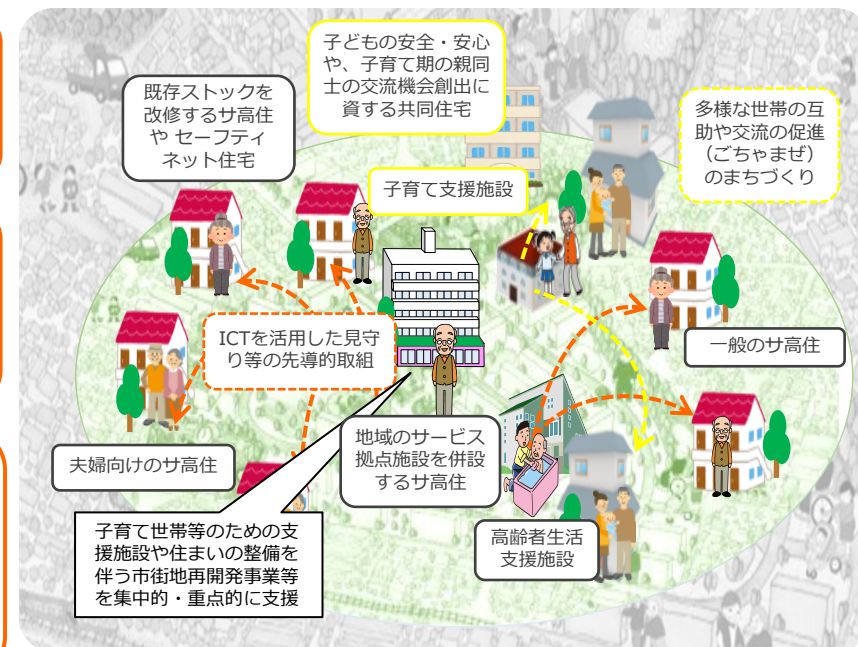 子どもの安全・安心
や、子育て期の親同
士の交流機会創出に
資する共同住宅
既存ストックを
改修するサ高住
や セーフティ
ネット住宅
多様な世帯の互
助や交流の促進
（ごちゃまぜ）
のまちづくり
子育て支援施設
ICTを活用した見守
り等の先導的取組
一般のサ高住
夫婦向けのサ高住
地域のサービス
拠点施設を併設
するサ高住
子育て世帯等のための支
援施設や住まいの整備を
伴う市街地再開発事業等
を集中的・重点的に支援
高齢者生活
支援施設